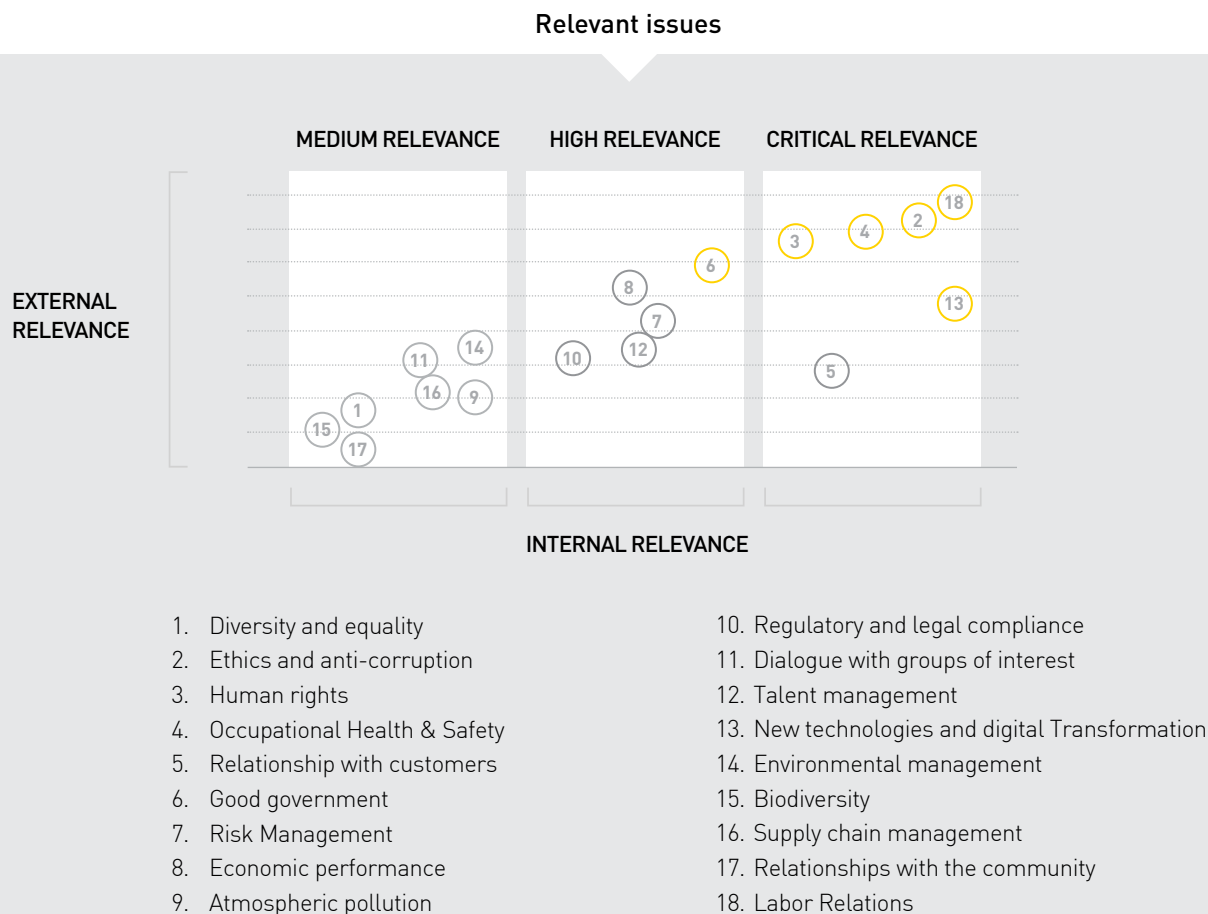 Relevant issues
MEDIUM RELEVANCE
HIGH RELEVANCE
CRITICAL RELEVANCE
EXTERNAL
RELEVANCE
18
2
4
3
6
8
13
7
14
12
11
10
5
16
9
1
15
17
INTERNAL RELEVANCE
1. Diversity and equality
2. Ethics and anti-corruption
3. Human rights
4. Occupational Health & Safety
5. Relationship with customers
6. Good government
7. Risk Management
8. Economic performance
9. Atmospheric pollution
10. Regulatory and legal compliance
11. Dialogue with groups of interest
12. Talent management
13. New technologies and digital Transformation
14. Environmental management
15. Biodiversity
16. Supply chain management
17. Relationships with the community
18. Labor Relations